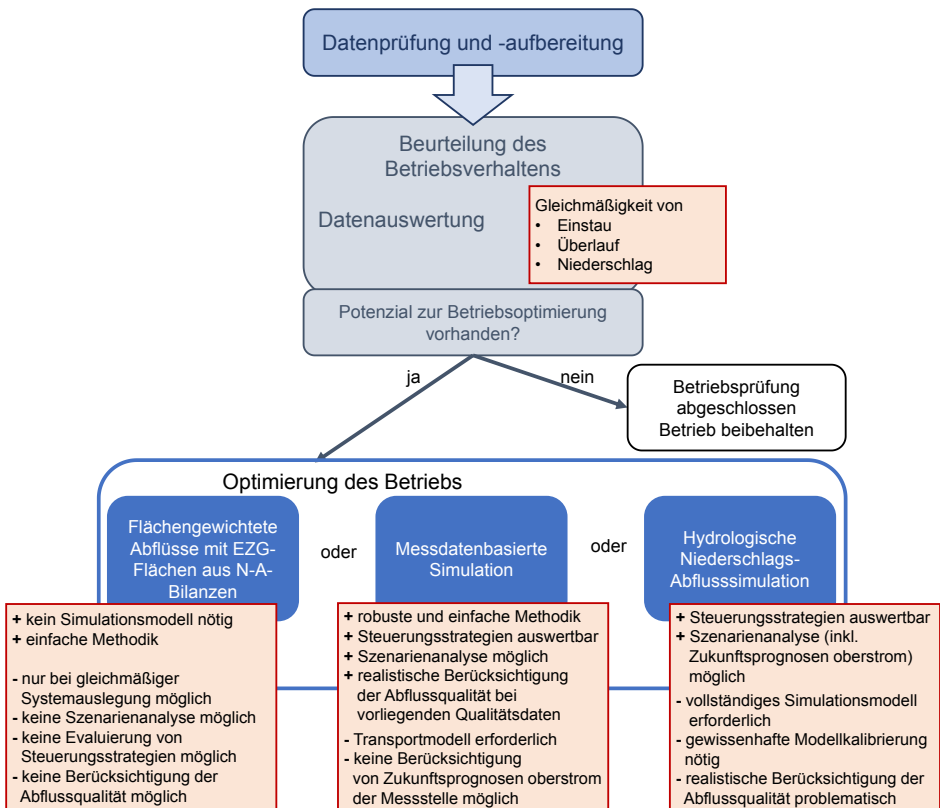 Datenprüfung und -aufbereitung
Beurteilung des
Betriebsverhaltens
Datenauswertung
Gleichmäßigkeit von
• Einstau
• Überlauf
• Niederschlag
Potenzial zur Betriebsoptimierung
vorhanden?
ja
nein
Betriebsprüfung
abgeschlossen
Betrieb beibehalten
Optimierung des Betriebs
Flächengewichtete
Abflüsse mit EZG-
Flächen aus N-A-
Bilanzen
oder
Messdatenbasierte
Simulation
oder
Hydrologische
Niederschlags-
Abflusssimulation
+ kein Simulationsmodell nötig
+ einfache Methodik
- nur bei gleichmäßiger
Systemauslegung möglich
- keine Szenarienanalyse möglich
- keine Evaluierung von
Steuerungsstrategien möglich
- keine Berücksichtigung der
Abflussqualität möglich
+ robuste und einfache Methodik
+ Steuerungsstrategien auswertbar
+ Szenarienanalyse möglich
+ realistische Berücksichtigung
der Abflussqualität bei
vorliegenden Qualitätsdaten
- Transportmodell erforderlich
- keine Berücksichtigung
von Zukunftsprognosen oberstrom
der Messstelle möglich
+ Steuerungsstrategien auswertbar
+ Szenarienanalyse (inkl.
Zukunftsprognosen oberstrom)
möglich
- vollständiges Simulationsmodell
erforderlich
- gewissenhafte Modellkalibrierung
nötig
- realistische Berücksichtigung der
Abflussqualität problematisch